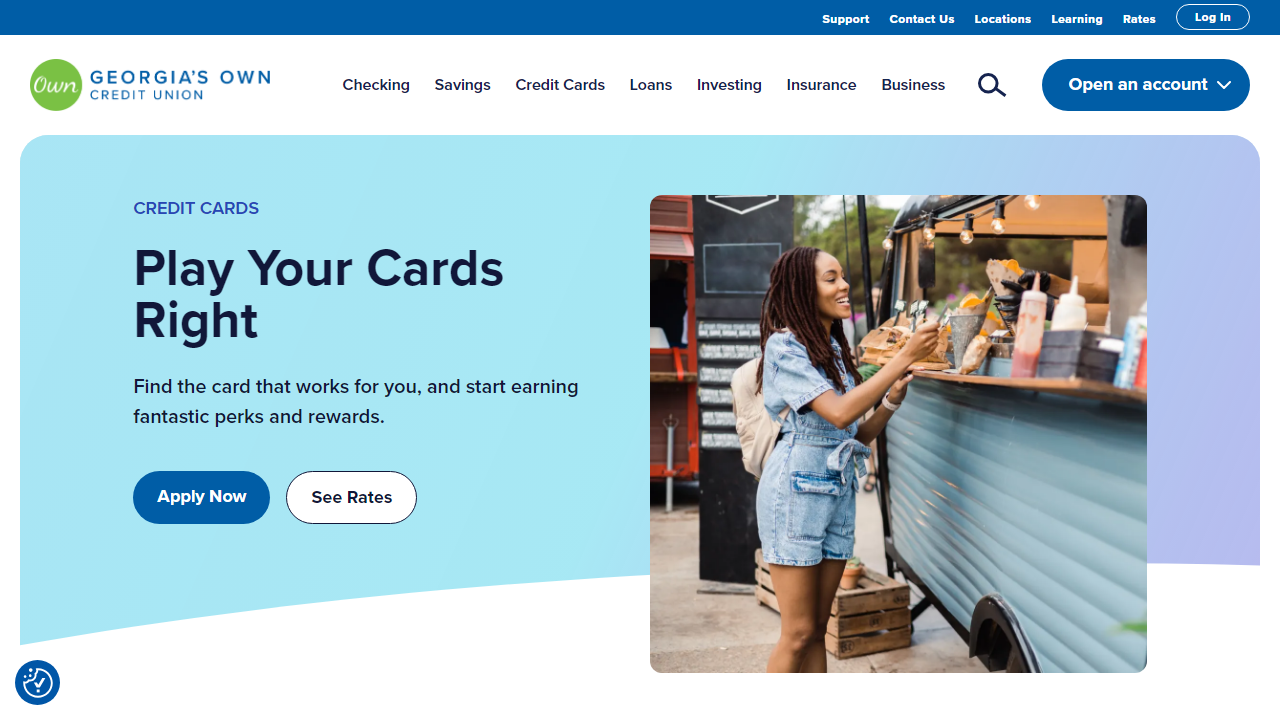 Support Contact Us Locations Learning Rates Log In
Own GEORGIA'S OWN
CREDIT UNION
Checking Savings Credit Cards Loans Investing Insurance Business Open an account
CREDIT CARDS
Play Your Cards
Right
Find the card that works for you, and start earning
fantastic perks and rewards.
Apply Now See Rates